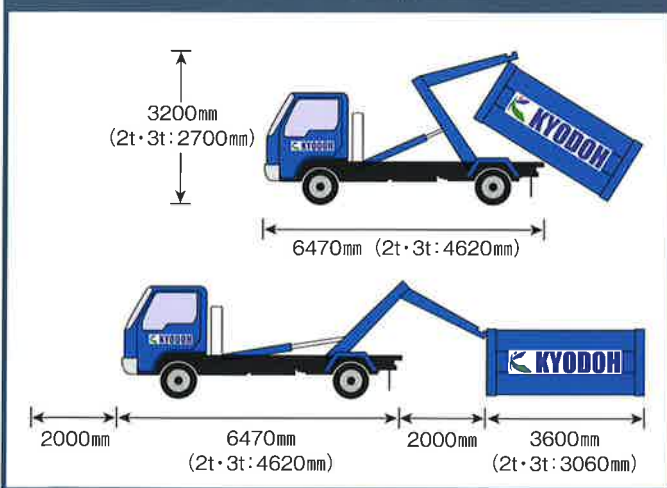 3200mm
(2t・3t:2700mm)
KYODOH
KYODOH
6470mm (2t・3t:4620mm)
KYODOH
KYODOH
2000mm
6470mm
(2t・3t:4620mm)
2000mm
3600mm
(2t・3t:3060mm)